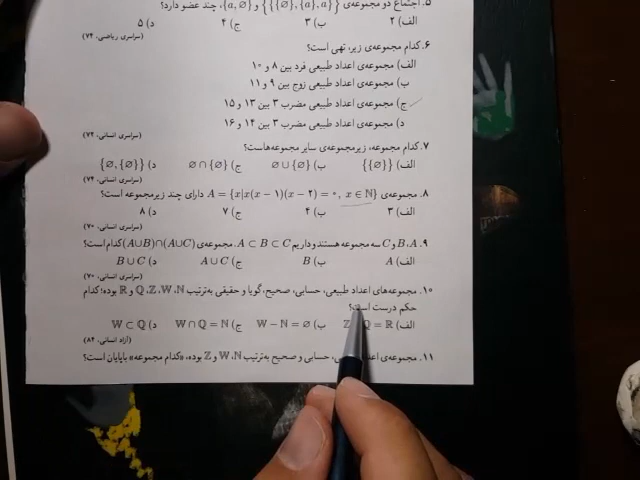 ۵. اجتماع دو مجموعه‌ی {{∅}, {a}, a} و {a, ∅}، چند عضو دارد؟
الف) ۲ ب) ۳ ج) ۴ د) ۵
(سراسری ریاضی، ۷۴)
۶. کدام مجموعه‌ی زیر، تهی است؟
الف) مجموعه‌ی اعداد طبیعی فرد بین ۸ و ۱۰
ب) مجموعه‌ی اعداد طبیعی زوج بین ۹ و ۱۱
ج) مجموعه‌ی اعداد طبیعی مضرب ۳ بین ۱۳ و ۱۵
د) مجموعه‌ی اعداد طبیعی مضرب ۳ بین ۱۴ و ۱۶
(سراسری انسانی، ۷۴)
۷. کدام مجموعه، زیرمجموعه‌ی سایر مجموعه‌هاست؟
الف) {{∅}} ب) ∅ ∪ {∅} ج) ∅ ∩ {∅} د) {∅, {∅}}
(سراسری انسانی، ۷۴)
۸. مجموعه‌ی A = {x|x(x − ۱)(x − ۲) = ۰, x ∈ ℕ} دارای چند زیرمجموعه است؟
الف) ۳ ب) ۴ ج) ۷ د) ۸
(سراسری انسانی، ۷۰)
۹. A، B و C سه مجموعه هستند و داریم A ⊂ B ⊂ C. مجموعه‌ی (A∪B)∩(A∪C) کدام است؟
الف) A ب) B ج) A ∪ C د) B ∪ C
(سراسری انسانی، ۷۰)
۱۰. مجموعه‌های اعداد طبیعی، حسابی، صحیح، گویا و حقیقی به‌ترتیب ℕ، 𝕎، ℤ، ℚ و ℝ بوده؛ کدام
حکم درست است؟
الف) ℤ ℚ = ℝ ب) 𝕎 − ℕ = ∅ ج) 𝕎 ∩ ℚ = ℕ د) 𝕎 ⊂ ℚ
(آزاد انسانی، ۸۴)
۱۱. مجموعه‌ی حسابی و صحیح به‌ترتیب ℕ، 𝕎 و ℤ بوده، «کدام مجموعه» باپایان است؟